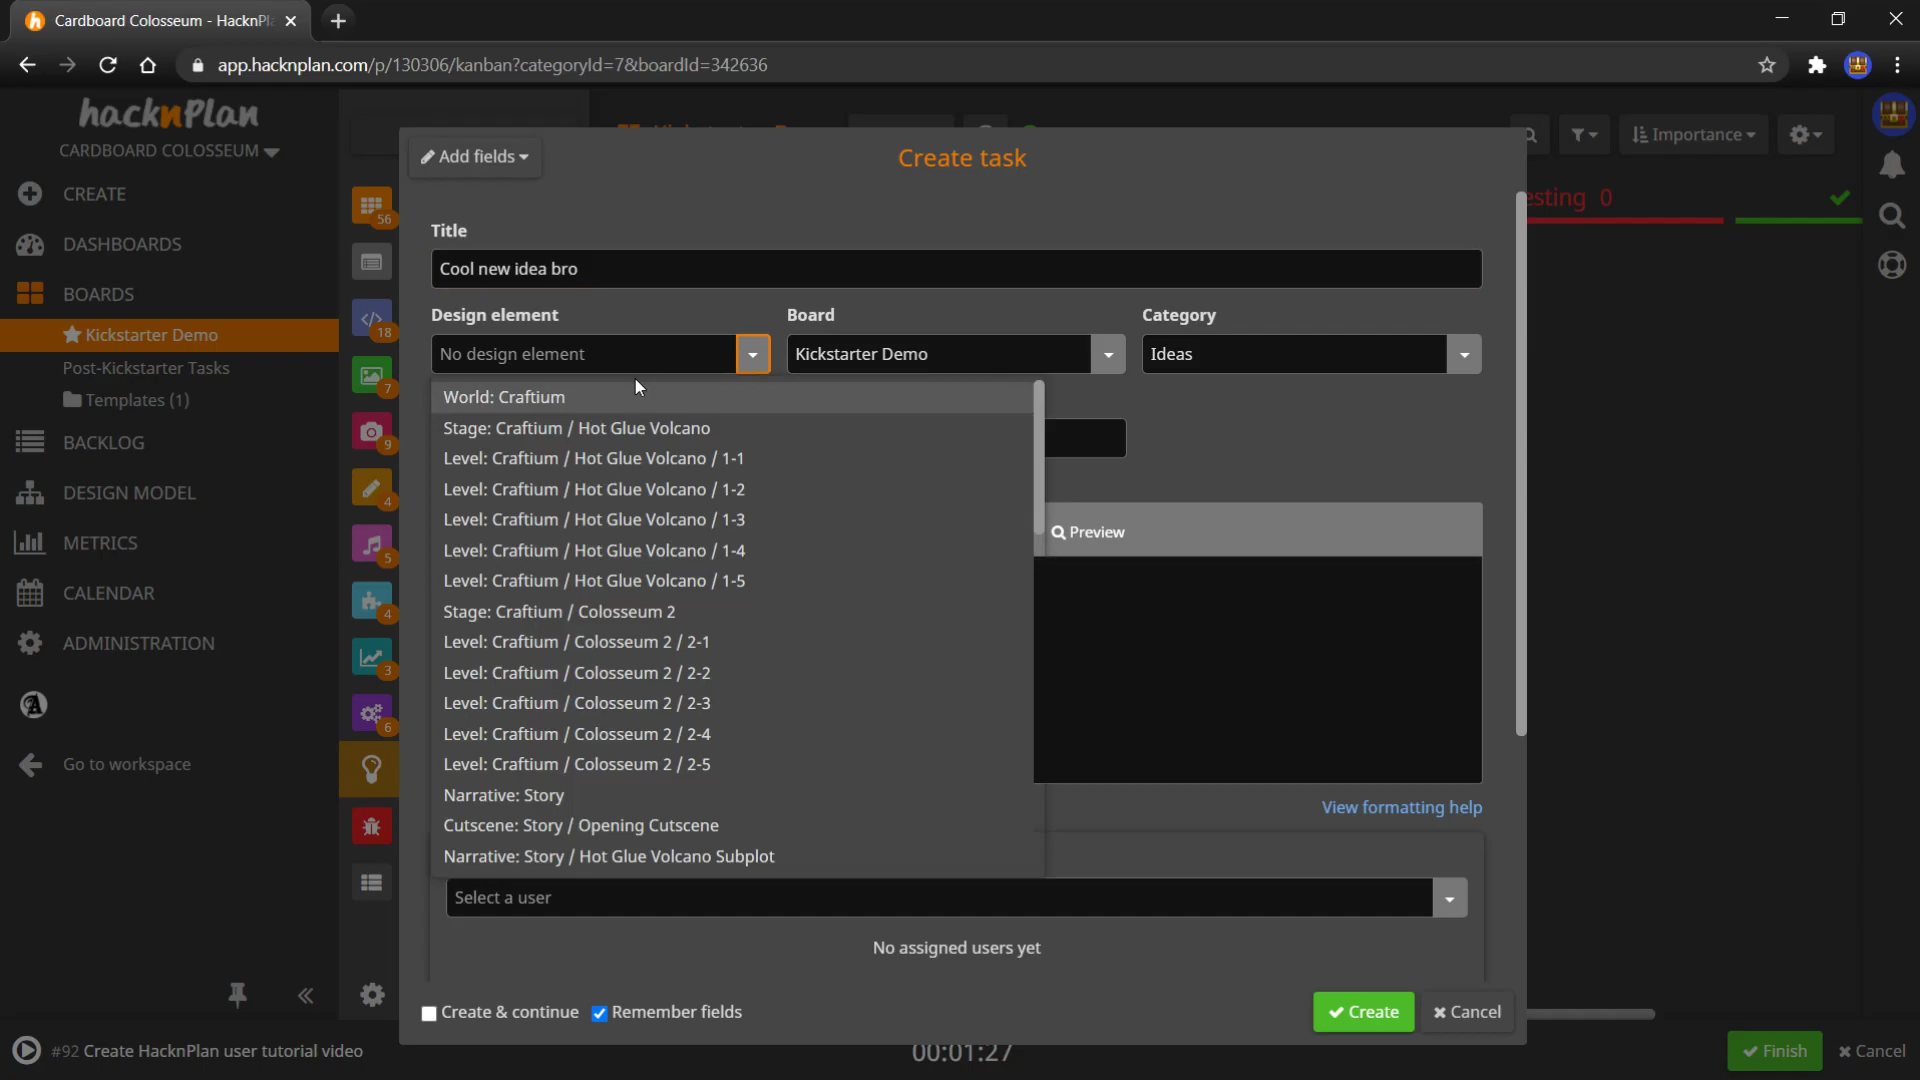 Cardboard Colosseum - HacknPl
app.hacknplan.com/p/130306/kanban?categoryId=7&boardId=342636
hacknPlan
CARDBOARD COLOSSEUM
CREATE
DASHBOARDS
BOARDS
Kickstarter Demo
Post-Kickstarter Tasks
Templates (1)
BACKLOG
DESIGN MODEL
METRICS
CALENDAR
ADMINISTRATION
Go to workspace
56
18
7
9
4
5
4
3
6
Add fields
Create task
Importance
esting 0
Title
Cool new idea bro
Design element
Board
Category
No design element
Kickstarter Demo
Ideas
World: Craftium
Stage: Craftium / Hot Glue Volcano
Level: Craftium / Hot Glue Volcano / 1-1
Level: Craftium / Hot Glue Volcano / 1-2
Level: Craftium / Hot Glue Volcano / 1-3
Level: Craftium / Hot Glue Volcano / 1-4
Level: Craftium / Hot Glue Volcano / 1-5
Stage: Craftium / Colosseum 2
Level: Craftium / Colosseum 2 / 2-1
Level: Craftium / Colosseum 2 / 2-2
Level: Craftium / Colosseum 2 / 2-3
Level: Craftium / Colosseum 2 / 2-4
Level: Craftium / Colosseum 2 / 2-5
Narrative: Story
Cutscene: Story / Opening Cutscene
Narrative: Story / Hot Glue Volcano Subplot
Preview
View formatting help
Select a user
No assigned users yet
Create & continue
Remember fields
Create
Cancel
#92 Create HacknPlan user tutorial video
00:01:27
Finish
Cancel